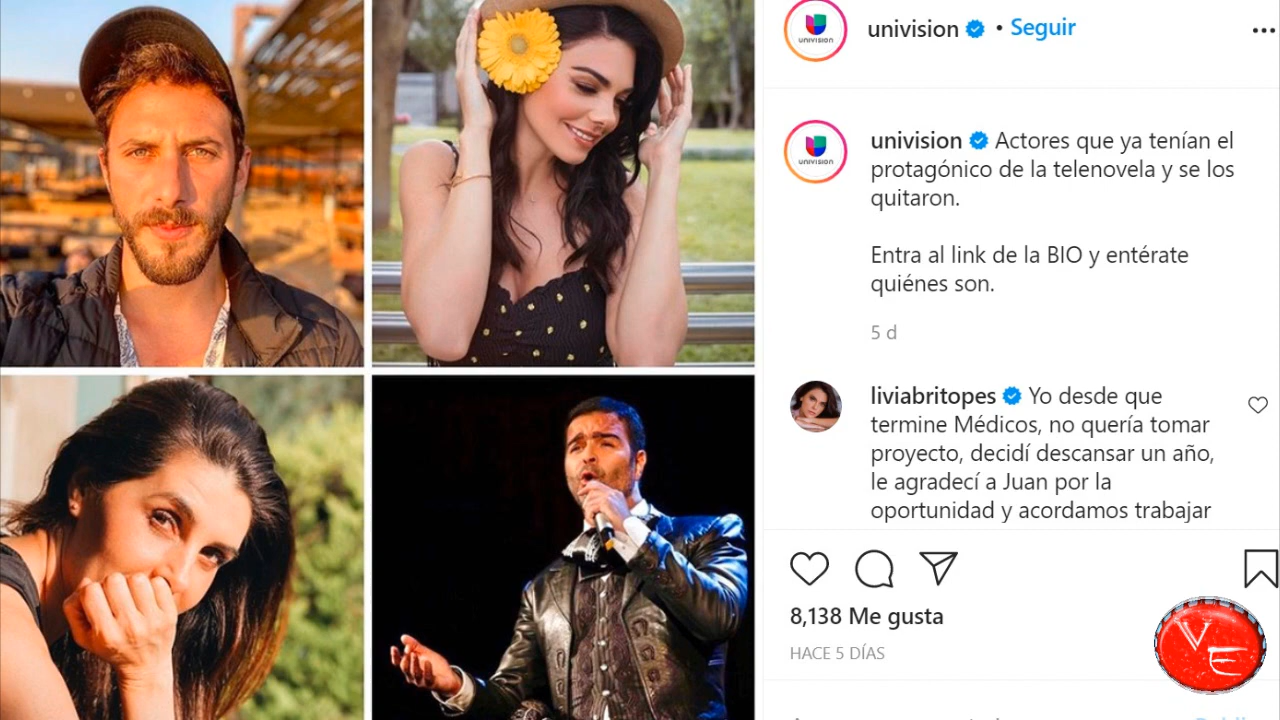 univision • Seguir
UNIVISION
univision Actores que ya tenían el
protagónico de la telenovela y se los
quitaron.
Entra al link de la BIO y entérate
quiénes son.
5 d
UNIVISION
liviabritopes Yo desde que
termine Médicos, no quería tomar
proyecto, decidí descansar un año,
le agradecí a Juan por la
oportunidad y acordamos trabajar
8,138 Me gusta
HACE 5 DÍAS
VE